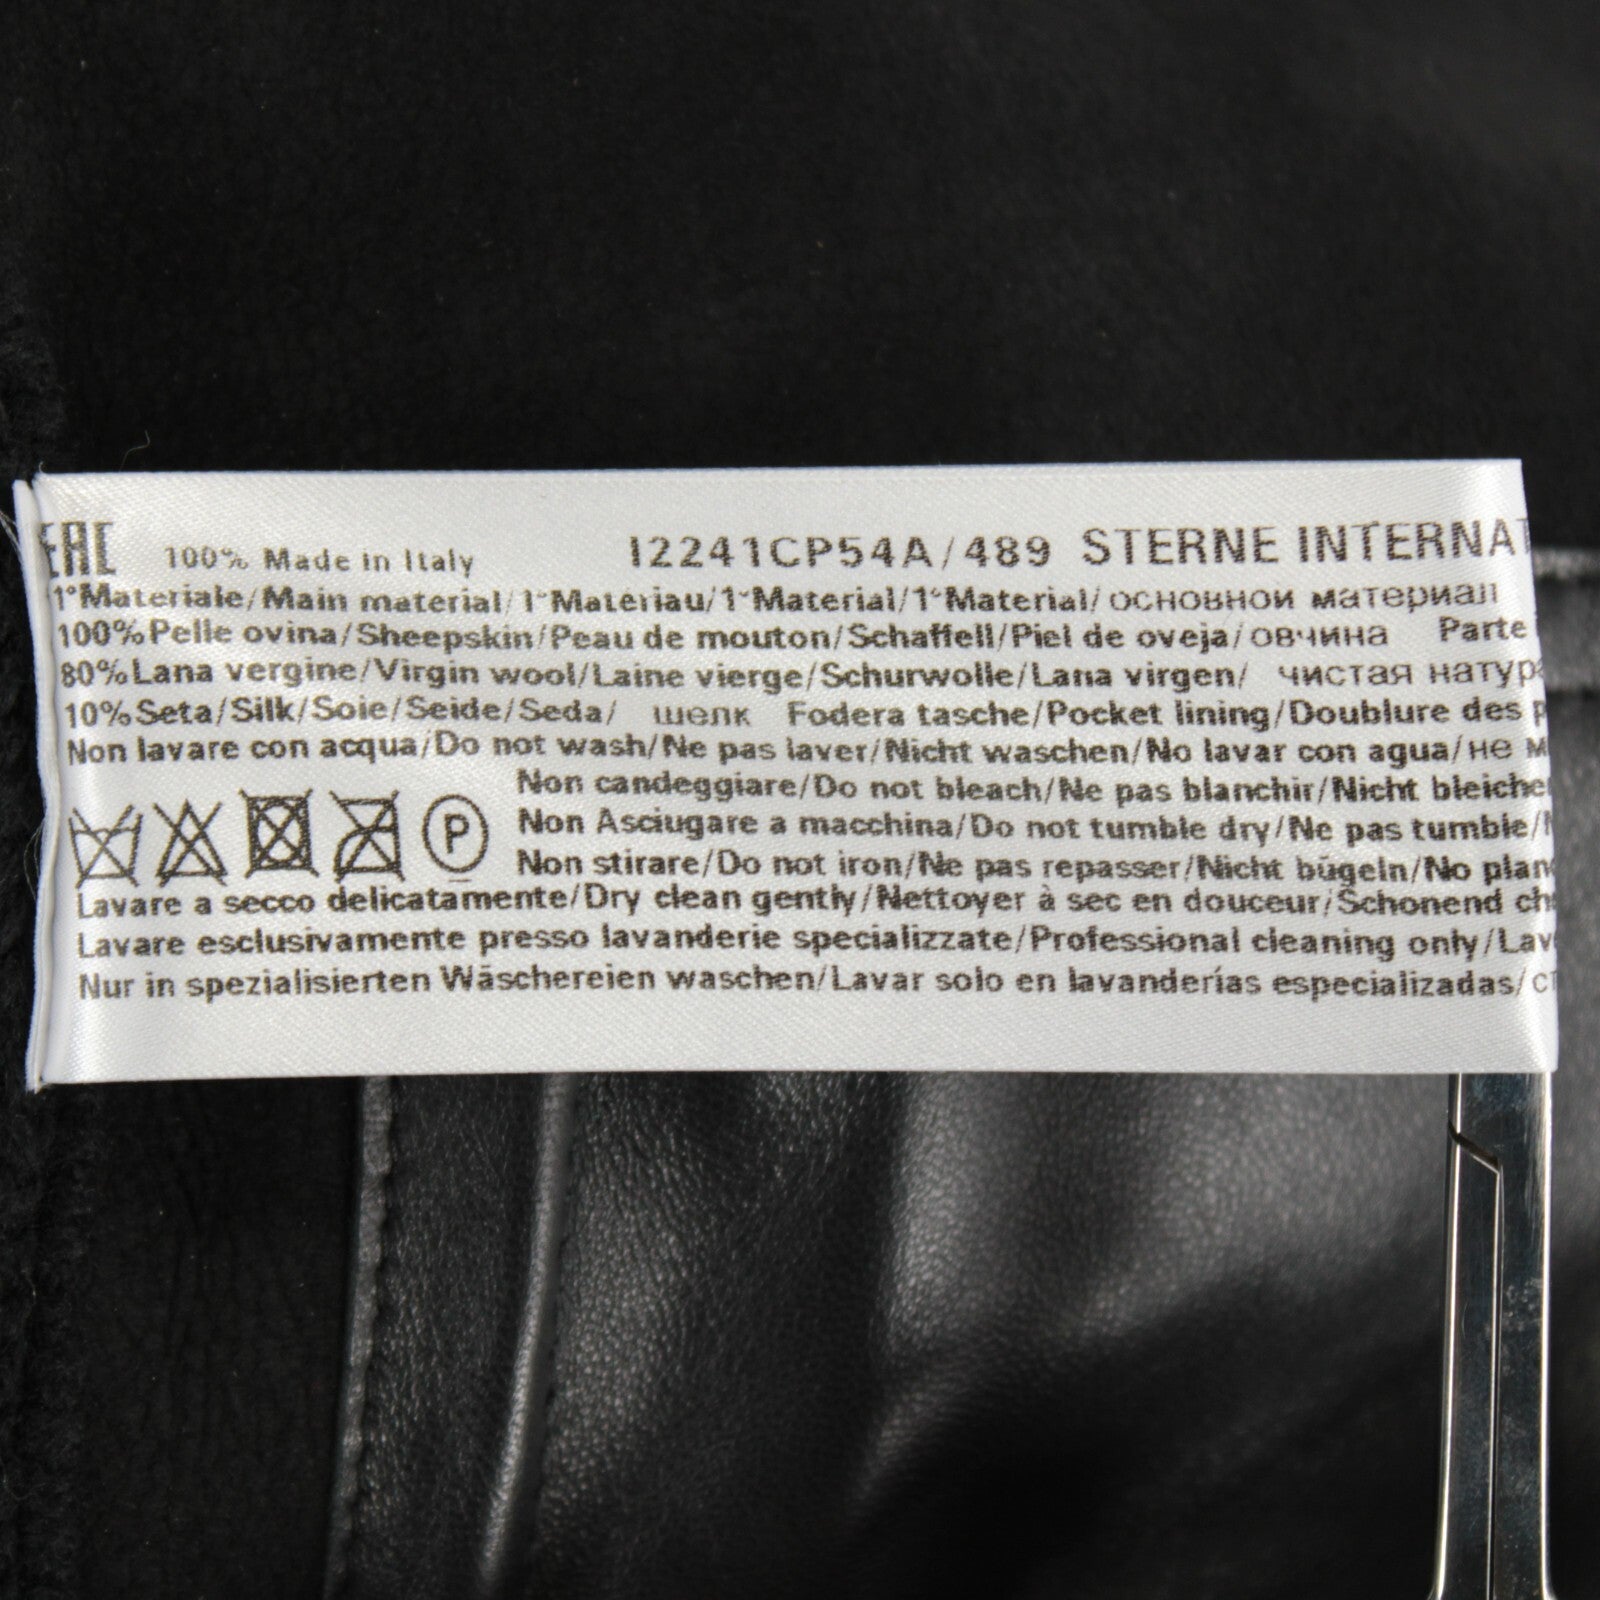 EAC 100% Made in Italy I2241CP54A/489 STERNE INTERNAT
1°Materiale/Main material/1°Materiau/1°Material/1°Material/основной материал
100%Pelle ovina/Sheepskin/Peau de mouton/Schaffell/Piel de oveja/овчина Parte
80%Lana vergine/Virgin wool/Laine vierge/Schurwolle/Lana virgen/ чистая натура
10%Seta/Silk/Soie/Seide/Seda/ шелк Fodera tasche/Pocket lining/Doublure des p
Non lavare con acqua/Do not wash/Ne pas laver/Nicht waschen/No lavar con agua/не м
Non candeggiare/Do not bleach/Ne pas blanchir/Nicht bleiche
Non Asciugare a macchina/Do not tumble dry/Ne pas tumble/
P Non stirare/Do not iron/Ne pas repasser/Nicht bügeln/No plan
Lavare a secco delicatamente/Dry clean gently/Nettoyer à sec en douceur/Schonend ch
Lavare esclusivamente presso lavanderie specializzate/Professional cleaning only/Lav
Nur in spezialisierten Wäschereien waschen/Lavar solo en lavanderías especializadas/ст